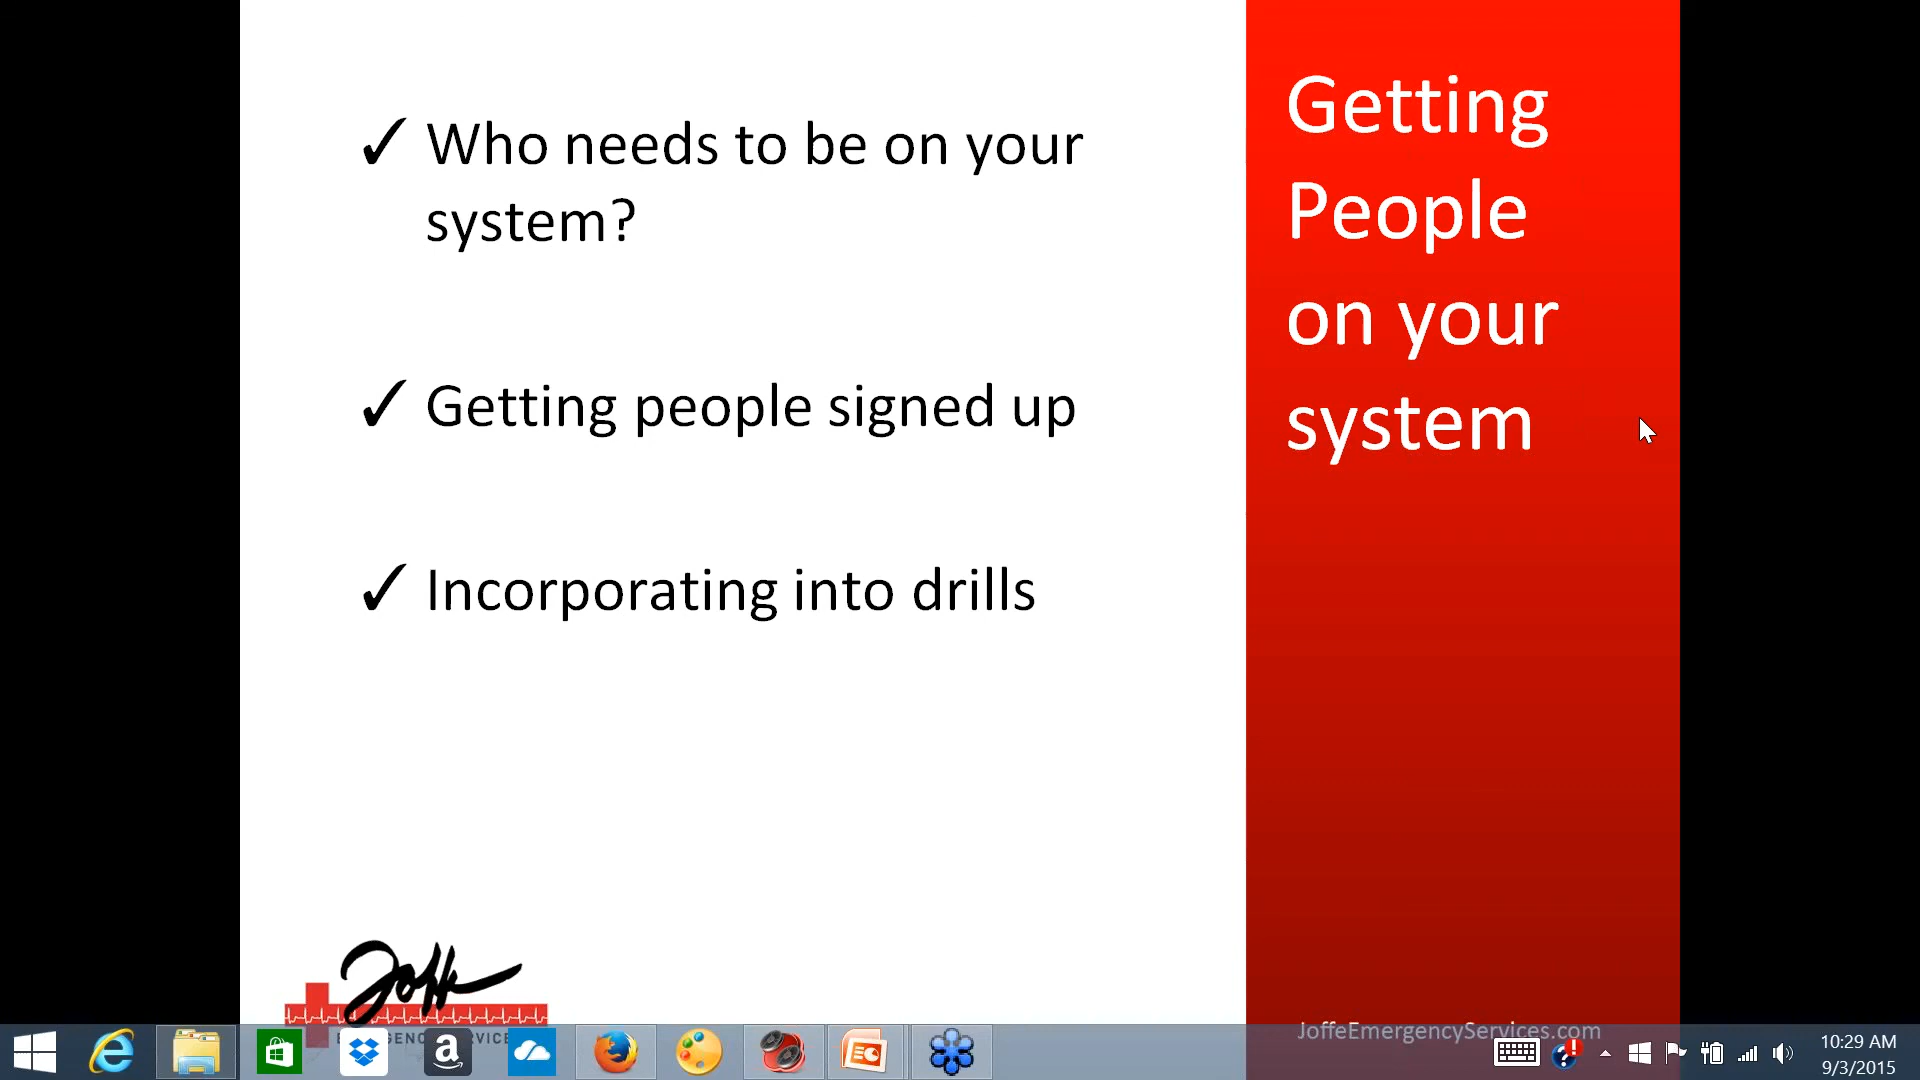 ✓ Who needs to be on your
system?
✓ Getting people signed up
✓ Incorporating into drills
Getting
People
on your
system
Joffe
JoffeEmergencyServices.com
10:29 AM
9/3/2015